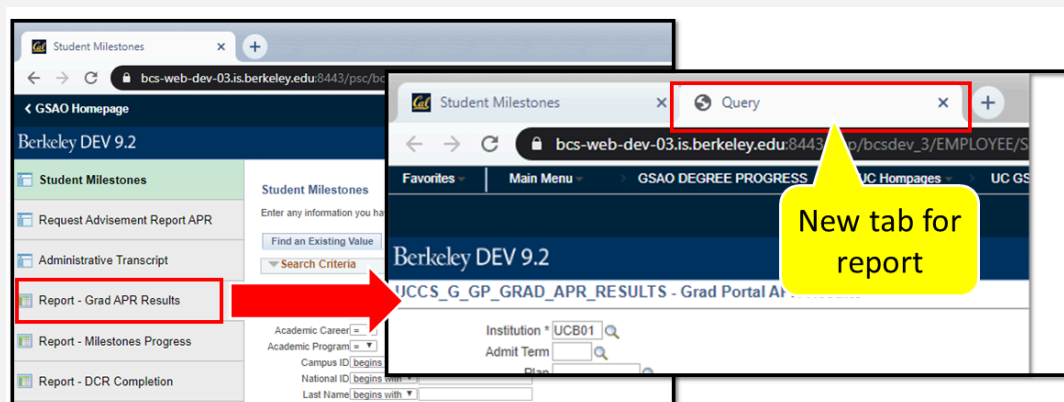 Student Milestones
bcs-web-dev-03.is.berkeley.edu:8443/psc/bc
GSAO Homepage
Berkeley DEV 9.2
Student Milestones
Request Advisement Report APR
Administrative Transcript
Report - Grad APR Results
Report - Milestones Progress
Report - DCR Completion
Student Milestones
Enter any information you ha
Find an Existing Value
Search Criteria
Academic Career =
Academic Program =
Campus ID begins
National ID begins with
Last Name begins with
Cal Student Milestones
Query
bcs-web-dev-03.is.berkeley.edu:8443 p/bcsdev_3/EMPLOYEE/S
Favorites
Main Menu
GSAO DEGREE PROGRESS
UC Hompages
UC GS
Berkeley DEV 9.2
UCCS_G_GP_GRAD_APR_RESULTS - Grad Portal
Institution * UCB01
Admit Term
Plan
New tab for
report